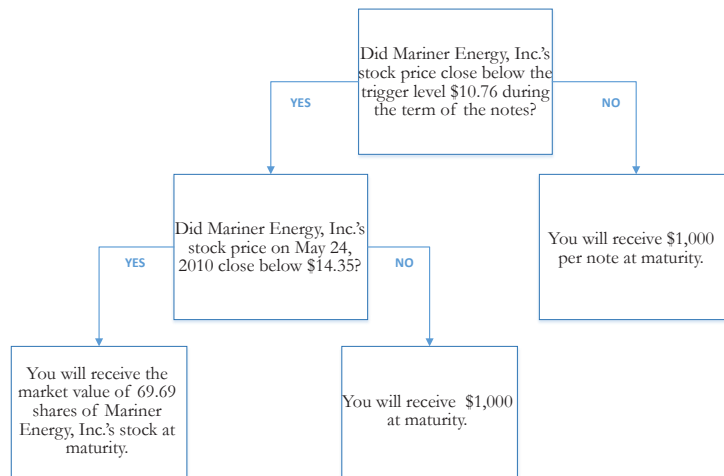 Did Mariner Energy, Inc.'s
stock price close below the
trigger level $10.76 during
the term of the notes?
YES
NO
Did Mariner Energy, Inc.'s
stock price on May 24,
2010 close below $14.35?
You will receive $1,000
per note at maturity.
YES
NO
You will receive the
market value of 69.69
shares of Mariner
Energy, Inc.'s stock at
maturity.
You will receive $1,000
at maturity.